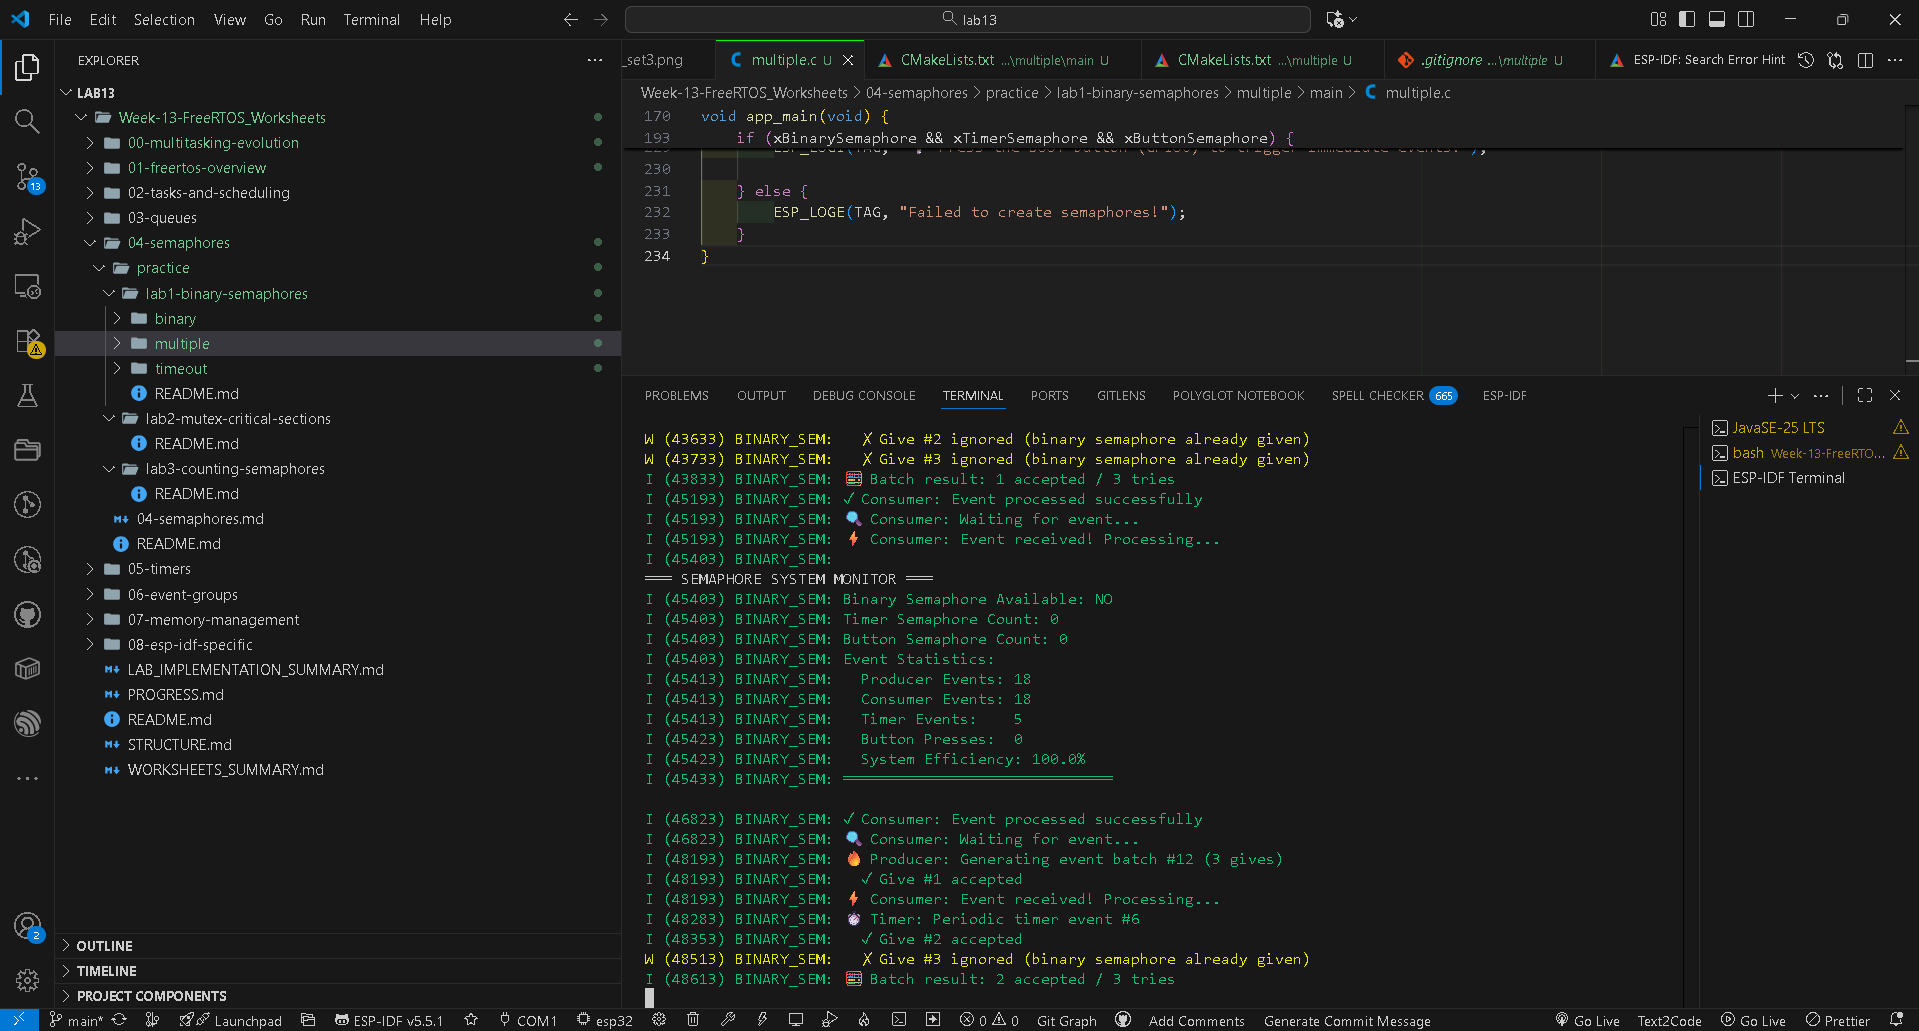 File Edit Selection View Go Run Terminal Help
lab13
EXPLORER
LAB13
Week-13-FreeRTOS_Worksheets
00-multitasking-evolution
01-freertos-overview
02-tasks-and-scheduling
03-queues
04-semaphores
practice
lab1-binary-semaphores
binary
multiple
timeout
README.md
lab2-mutex-critical-sections
README.md
lab3-counting-semaphores
README.md
04-semaphores.md
README.md
05-timers
06-event-groups
07-memory-management
08-esp-idf-specific
LAB_IMPLEMENTATION_SUMMARY.md
PROGRESS.md
README.md
STRUCTURE.md
WORKSHEETS_SUMMARY.md
OUTLINE
TIMELINE
PROJECT COMPONENTS
13
2
_set3.png
multiple.c U
CMakeLists.txt ...\multiple\main U
CMakeLists.txt ...\multiple U
.gitignore ...\multiple U
ESP-IDF: Search Error Hint
Week-13-FreeRTOS_Worksheets > 04-semaphores > practice > lab1-binary-semaphores > multiple > main > multiple.c
170 void app_main(void) {
193 if (xBinarySemaphore && xTimerSemaphore && xButtonSemaphore) {
230
231 } else {
232 ESP_LOGE(TAG, "Failed to create semaphores!");
233 }
234 }
PROBLEMS OUTPUT DEBUG CONSOLE TERMINAL PORTS GITLENS POLYGLOT NOTEBOOK SPELL CHECKER 665 ESP-IDF
W (43633) BINARY_SEM: ✗ Give #2 ignored (binary semaphore already given)
W (43733) BINARY_SEM: ✗ Give #3 ignored (binary semaphore already given)
I (43833) BINARY_SEM: 🧮 Batch result: 1 accepted / 3 tries
I (45193) BINARY_SEM: ✓ Consumer: Event processed successfully
I (45193) BINARY_SEM: 🔍 Consumer: Waiting for event...
I (45193) BINARY_SEM: ⚡ Consumer: Event received! Processing...
I (45403) BINARY_SEM:
═══ SEMAPHORE SYSTEM MONITOR ═══
I (45403) BINARY_SEM: Binary Semaphore Available: NO
I (45403) BINARY_SEM: Timer Semaphore Count: 0
I (45403) BINARY_SEM: Button Semaphore Count: 0
I (45403) BINARY_SEM: Event Statistics:
I (45413) BINARY_SEM: Producer Events: 18
I (45413) BINARY_SEM: Consumer Events: 18
I (45413) BINARY_SEM: Timer Events: 5
I (45423) BINARY_SEM: Button Presses: 0
I (45423) BINARY_SEM: System Efficiency: 100.0%
I (45433) BINARY_SEM: ══════════════════════════════
I (46823) BINARY_SEM: ✓ Consumer: Event processed successfully
I (46823) BINARY_SEM: 🔍 Consumer: Waiting for event...
I (48193) BINARY_SEM: 🔥 Producer: Generating event batch #12 (3 gives)
I (48193) BINARY_SEM: ✓ Give #1 accepted
I (48193) BINARY_SEM: ⚡ Consumer: Event received! Processing...
I (48283) BINARY_SEM: ⏰ Timer: Periodic timer event #6
I (48353) BINARY_SEM: ✓ Give #2 accepted
W (48513) BINARY_SEM: ✗ Give #3 ignored (binary semaphore already given)
I (48613) BINARY_SEM: 🧮 Batch result: 2 accepted / 3 tries
JavaSE-25 LTS
bash Week-13-FreeRTO...
ESP-IDF Terminal
main* Launchpad ESP-IDF v5.5.1 COM1 esp32 0 0 Git Graph Add Comments Generate Commit Message Go Live Text2Code Go Live Prettier